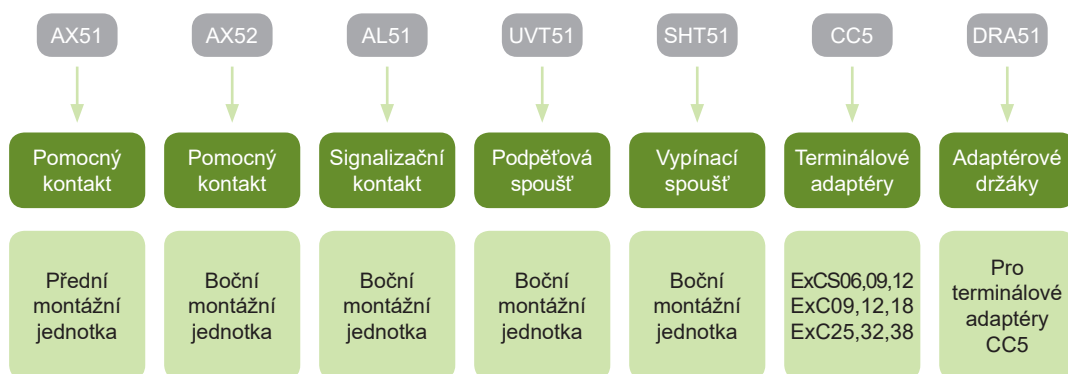 AX51
AX52
AL51
UVT51
SHT51
CC5
DRA51
Pomocný
kontakt
Pomocný
kontakt
Signalizační
kontakt
Podpěťová
spoušť
Vypínací
spoušť
Terminálové
adaptéry
Adaptérové
držáky
Přední
montážní
jednotka
Boční
montážní
jednotka
Boční
montážní
jednotka
Boční
montážní
jednotka
Boční
montážní
jednotka
ExCS06,09,12
ExC09,12,18
ExC25,32,38
Pro
terminálové
adaptéry
CC5